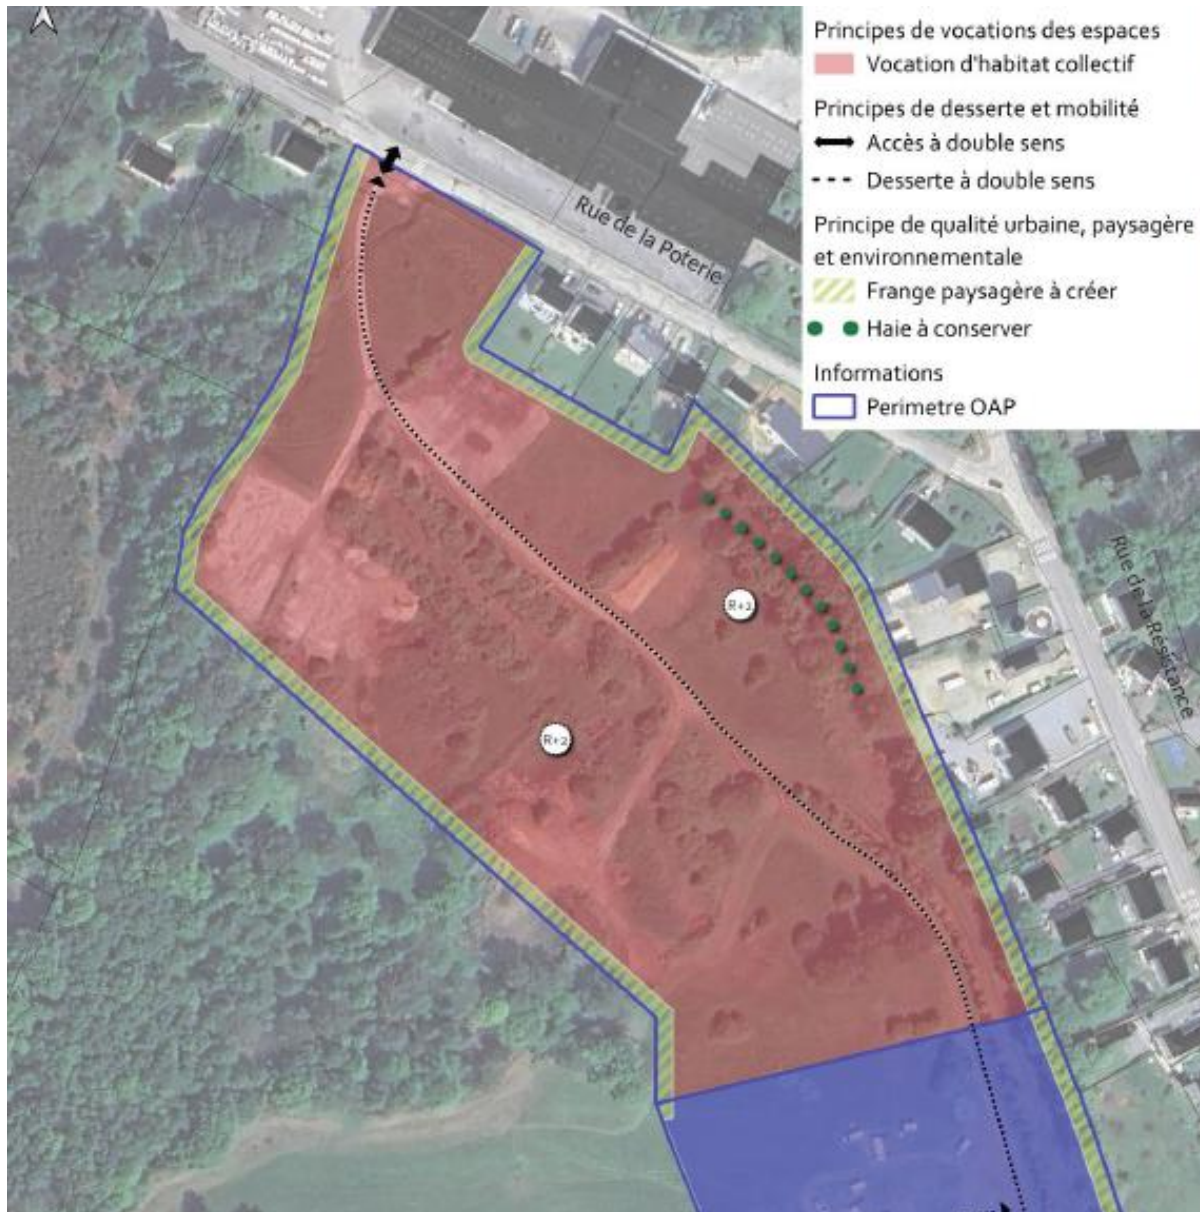 Principes de vocations des espaces
Vocation d'habitat collectif
Principes de desserte et mobilité
Accès à double sens
Desserte à double sens
Principe de qualité urbaine, paysagère
et environnementale
Frange paysagère à créer
Haie à conserver
Informations
Perimetre OAP
Rue de la Poterie
Rue de la Résistance
R+2
R+2